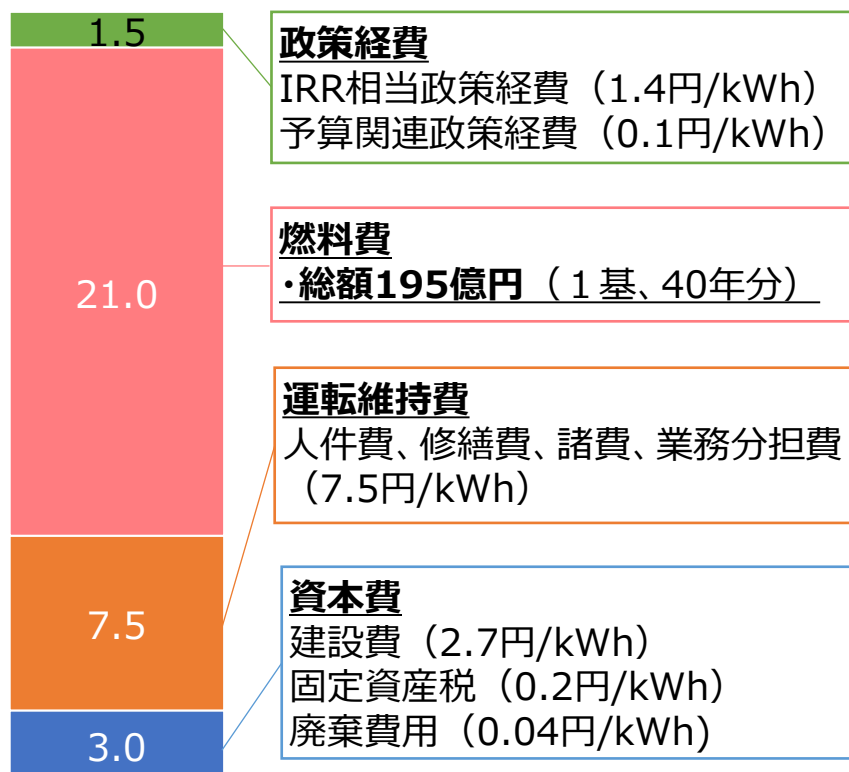 1.5
政策経費
IRR相当政策経費（1.4円/kWh）
予算関連政策経費（0.1円/kWh）
21.0
燃料費
・総額195億円（１基、40年分）
運転維持費
人件費、修繕費、諸費、業務分担費
（7.5円/kWh）
7.5
資本費
建設費（2.7円/kWh）
固定資産税（0.2円/kWh）
廃棄費用（0.04円/kWh)
3.0